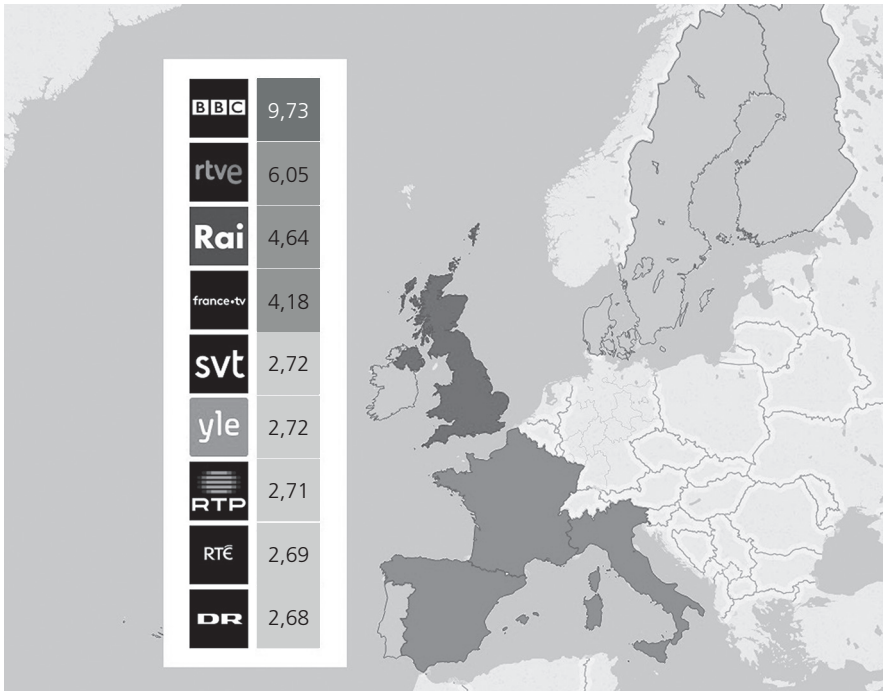 BBC 9,73
rtve 6,05
Rai 4,64
france•tv 4,18
svt 2,72
yle 2,72
RTP 2,71
RTÉ 2,69
DR 2,68